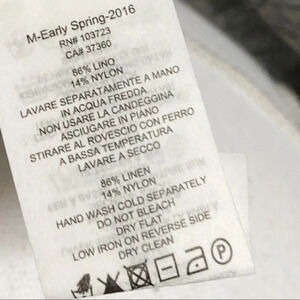 M-Early Spring-2016
RN# 103723
CA# 37360
86% LINO
14% NYLON
LAVARE SEPARATAMENTE A MANO
IN ACQUA FREDDA
NON USARE LA CANDEGGINA
ASCIUGARE IN PIANO
STIRARE AL ROVESCIO CON FERRO
A BASSA TEMPERATURA
LAVARE A SECCO
86% LINEN
14% NYLON
HAND WASH COLD SEPARATELY
DO NOT BLEACH
DRY FLAT
LOW IRON ON REVERSE SIDE
DRY CLEAN
P